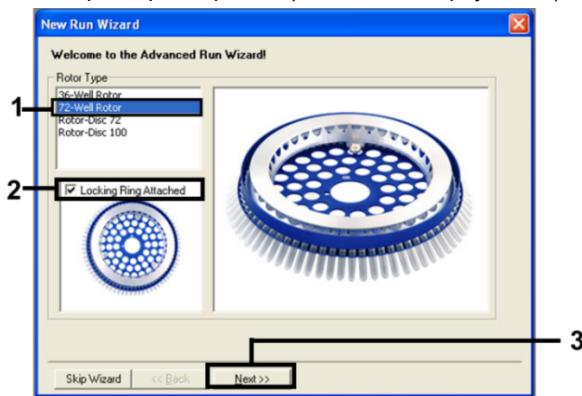 New Run Wizard
Welcome to the Advanced Run Wizard!
Rotor Type
36-Well Rotor
1
72-Well Rotor
Rotor-Disc 72
Rotor-Disc 100
2
Locking Ring Attached
3
Skip Wizard
<< Back
Next >>